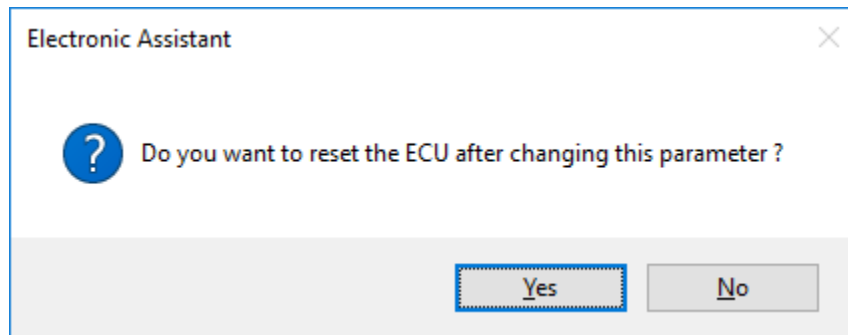 Electronic Assistant
Do you want to reset the ECU after changing this parameter ?
Yes
No